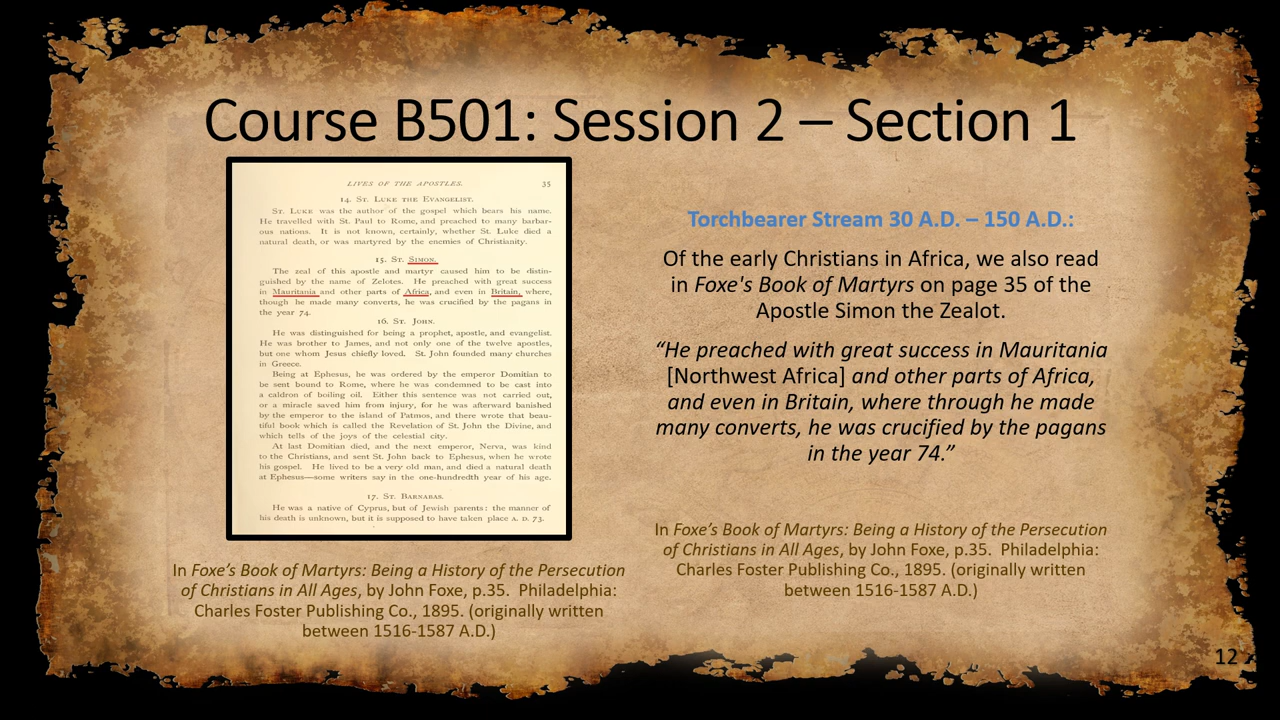 Course B501: Session 2 – Section 1
LIVES OF THE APOSTLES. 35
14. ST. LUKE THE EVANGELIST.
ST. LUKE was the author of the gospel which bears his name.
He travelled with St. Paul to Rome, and preached to many barbar-
ous nations. It is not known, certainly, whether St. Luke died a
natural death, or was martyred by the enemies of Christianity.
15. ST. SIMON.
The zeal of this apostle and martyr caused him to be distin-
guished by the name of Zelotes. He preached with great success
in Mauritania and other parts of Africa, and even in Britain, where,
though he made many converts, he was crucified by the pagans in
the year 74.
16. ST. JOHN.
He was distinguished for being a prophet, apostle, and evangelist.
He was brother to James, and not only one of the twelve apostles,
but one whom Jesus chiefly loved. St. John founded many churches
in Greece.
Being at Ephesus, he was ordered by the emperor Domitian to
be sent bound to Rome, where he was condemned to be cast into
a caldron of boiling oil. Either this sentence was not carried out,
or a miracle saved him from injury, for he was afterward banished
by the emperor to the island of Patmos, and there wrote that beau-
tiful book which is called the Revelation of St. John the Divine, and
which tells of the joys of the celestial city.
At last Domitian died, and the next emperor, Nerva, was kind
to the Christians, and sent St. John back to Ephesus, when he wrote
his gospel. He lived to be a very old man, and died a natural death
at Ephesus—some writers say in the one-hundredth year of his age.
17. ST. BARNABAS.
He was a native of Cyprus, but of Jewish parents: the manner of
his death is unknown, but it is supposed to have taken place A. D. 73.
In Foxe’s Book of Martyrs: Being a History of the Persecution
of Christians in All Ages, by John Foxe, p.35. Philadelphia:
Charles Foster Publishing Co., 1895. (originally written
between 1516-1587 A.D.)
Torchbearer Stream 30 A.D. – 150 A.D.:
Of the early Christians in Africa, we also read
in Foxe's Book of Martyrs on page 35 of the
Apostle Simon the Zealot.
“He preached with great success in Mauritania
[Northwest Africa] and other parts of Africa,
and even in Britain, where through he made
many converts, he was crucified by the pagans
in the year 74.”
In Foxe’s Book of Martyrs: Being a History of the Persecution
of Christians in All Ages, by John Foxe, p.35. Philadelphia:
Charles Foster Publishing Co., 1895. (originally written
between 1516-1587 A.D.)
12